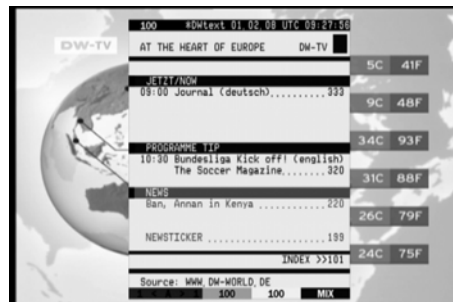 100 *DWtext 01.02.08 UTC 09:27:56
DW-TV
AT THE HEART OF EUROPE DW-TV
5C 41F
JETZT/NOW
09:00 Journal (deutsch).........333
9C 48F
34C 93F
PROGRAMME TIP
10:30 Bundesliga Kick off! (english)
The Soccer Magazine.......320
31C 88F
NEWS
Ban, Annan in Kenya ..........220
26C 79F
NEWSTICKER ...................199
24C 75F
INDEX >>101
Source: WWW.DW-WORLD.DE
100 100 MIX